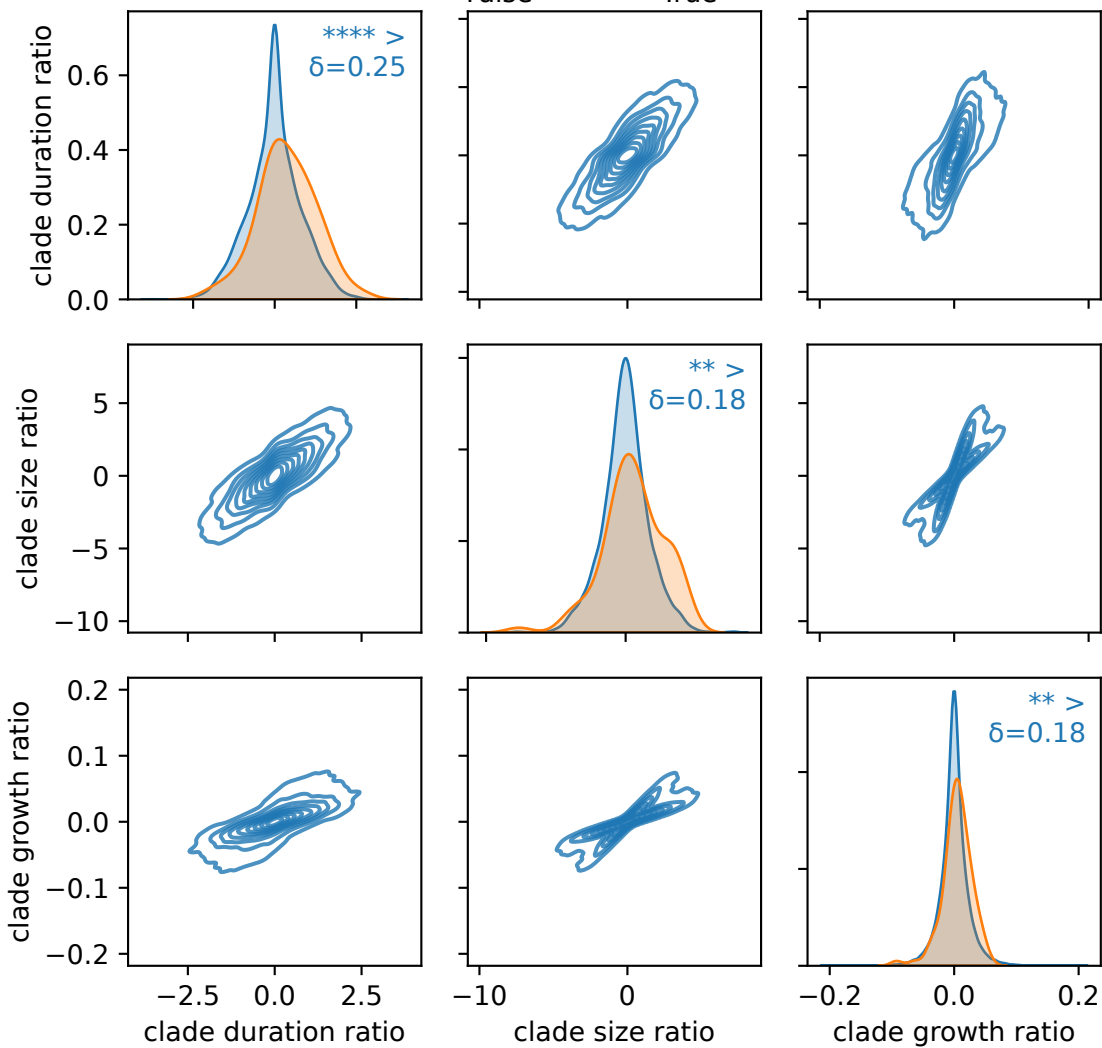 clade duration ratio
0.6
0.4
0.2
0.0
**** >
δ=0.25
clade size ratio
5
0
−5
−10
** >
δ=0.18
clade growth ratio
0.2
0.1
0.0
−0.1
−0.2
** >
δ=0.18
−2.5 0.0 2.5
−10 0
−0.2 0.0 0.2
clade duration ratio
clade size ratio
clade growth ratio